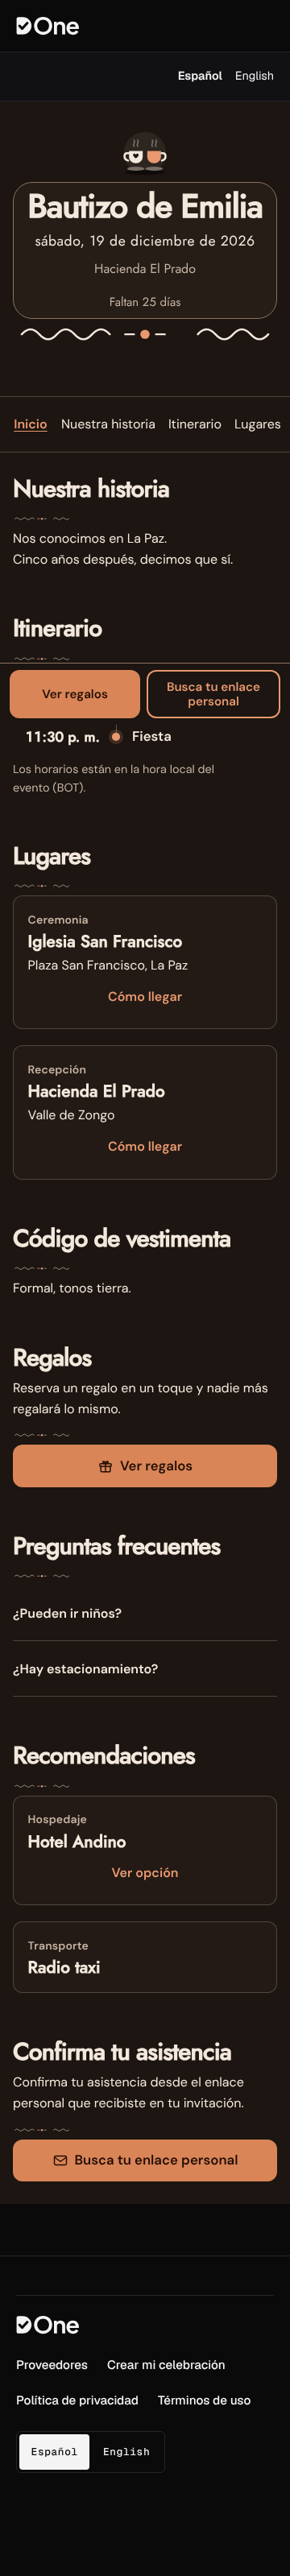 One
Español English
Bautizo de Emilia
sábado, 19 de diciembre de 2026
Hacienda El Prado
Faltan 25 días
Inicio Nuestra historia Itinerario Lugares
Nuestra historia
Nos conocimos en La Paz.
Cinco años después, decimos que sí.
Itinerario
Ver regalos
Busca tu enlace
personal
11:30 p. m. Fiesta
Los horarios están en la hora local del
evento (BOT).
Lugares
Ceremonia
Iglesia San Francisco
Plaza San Francisco, La Paz
Cómo llegar
Recepción
Hacienda El Prado
Valle de Zongo
Cómo llegar
Código de vestimenta
Formal, tonos tierra.
Regalos
Reserva un regalo en un toque y nadie más
regalará lo mismo.
Ver regalos
Preguntas frecuentes
¿Pueden ir niños?
¿Hay estacionamiento?
Recomendaciones
Hospedaje
Hotel Andino
Ver opción
Transporte
Radio taxi
Confirma tu asistencia
Confirma tu asistencia desde el enlace
personal que recibiste en tu invitación.
Busca tu enlace personal
One
Proveedores Crear mi celebración
Política de privacidad Términos de uso
Español English